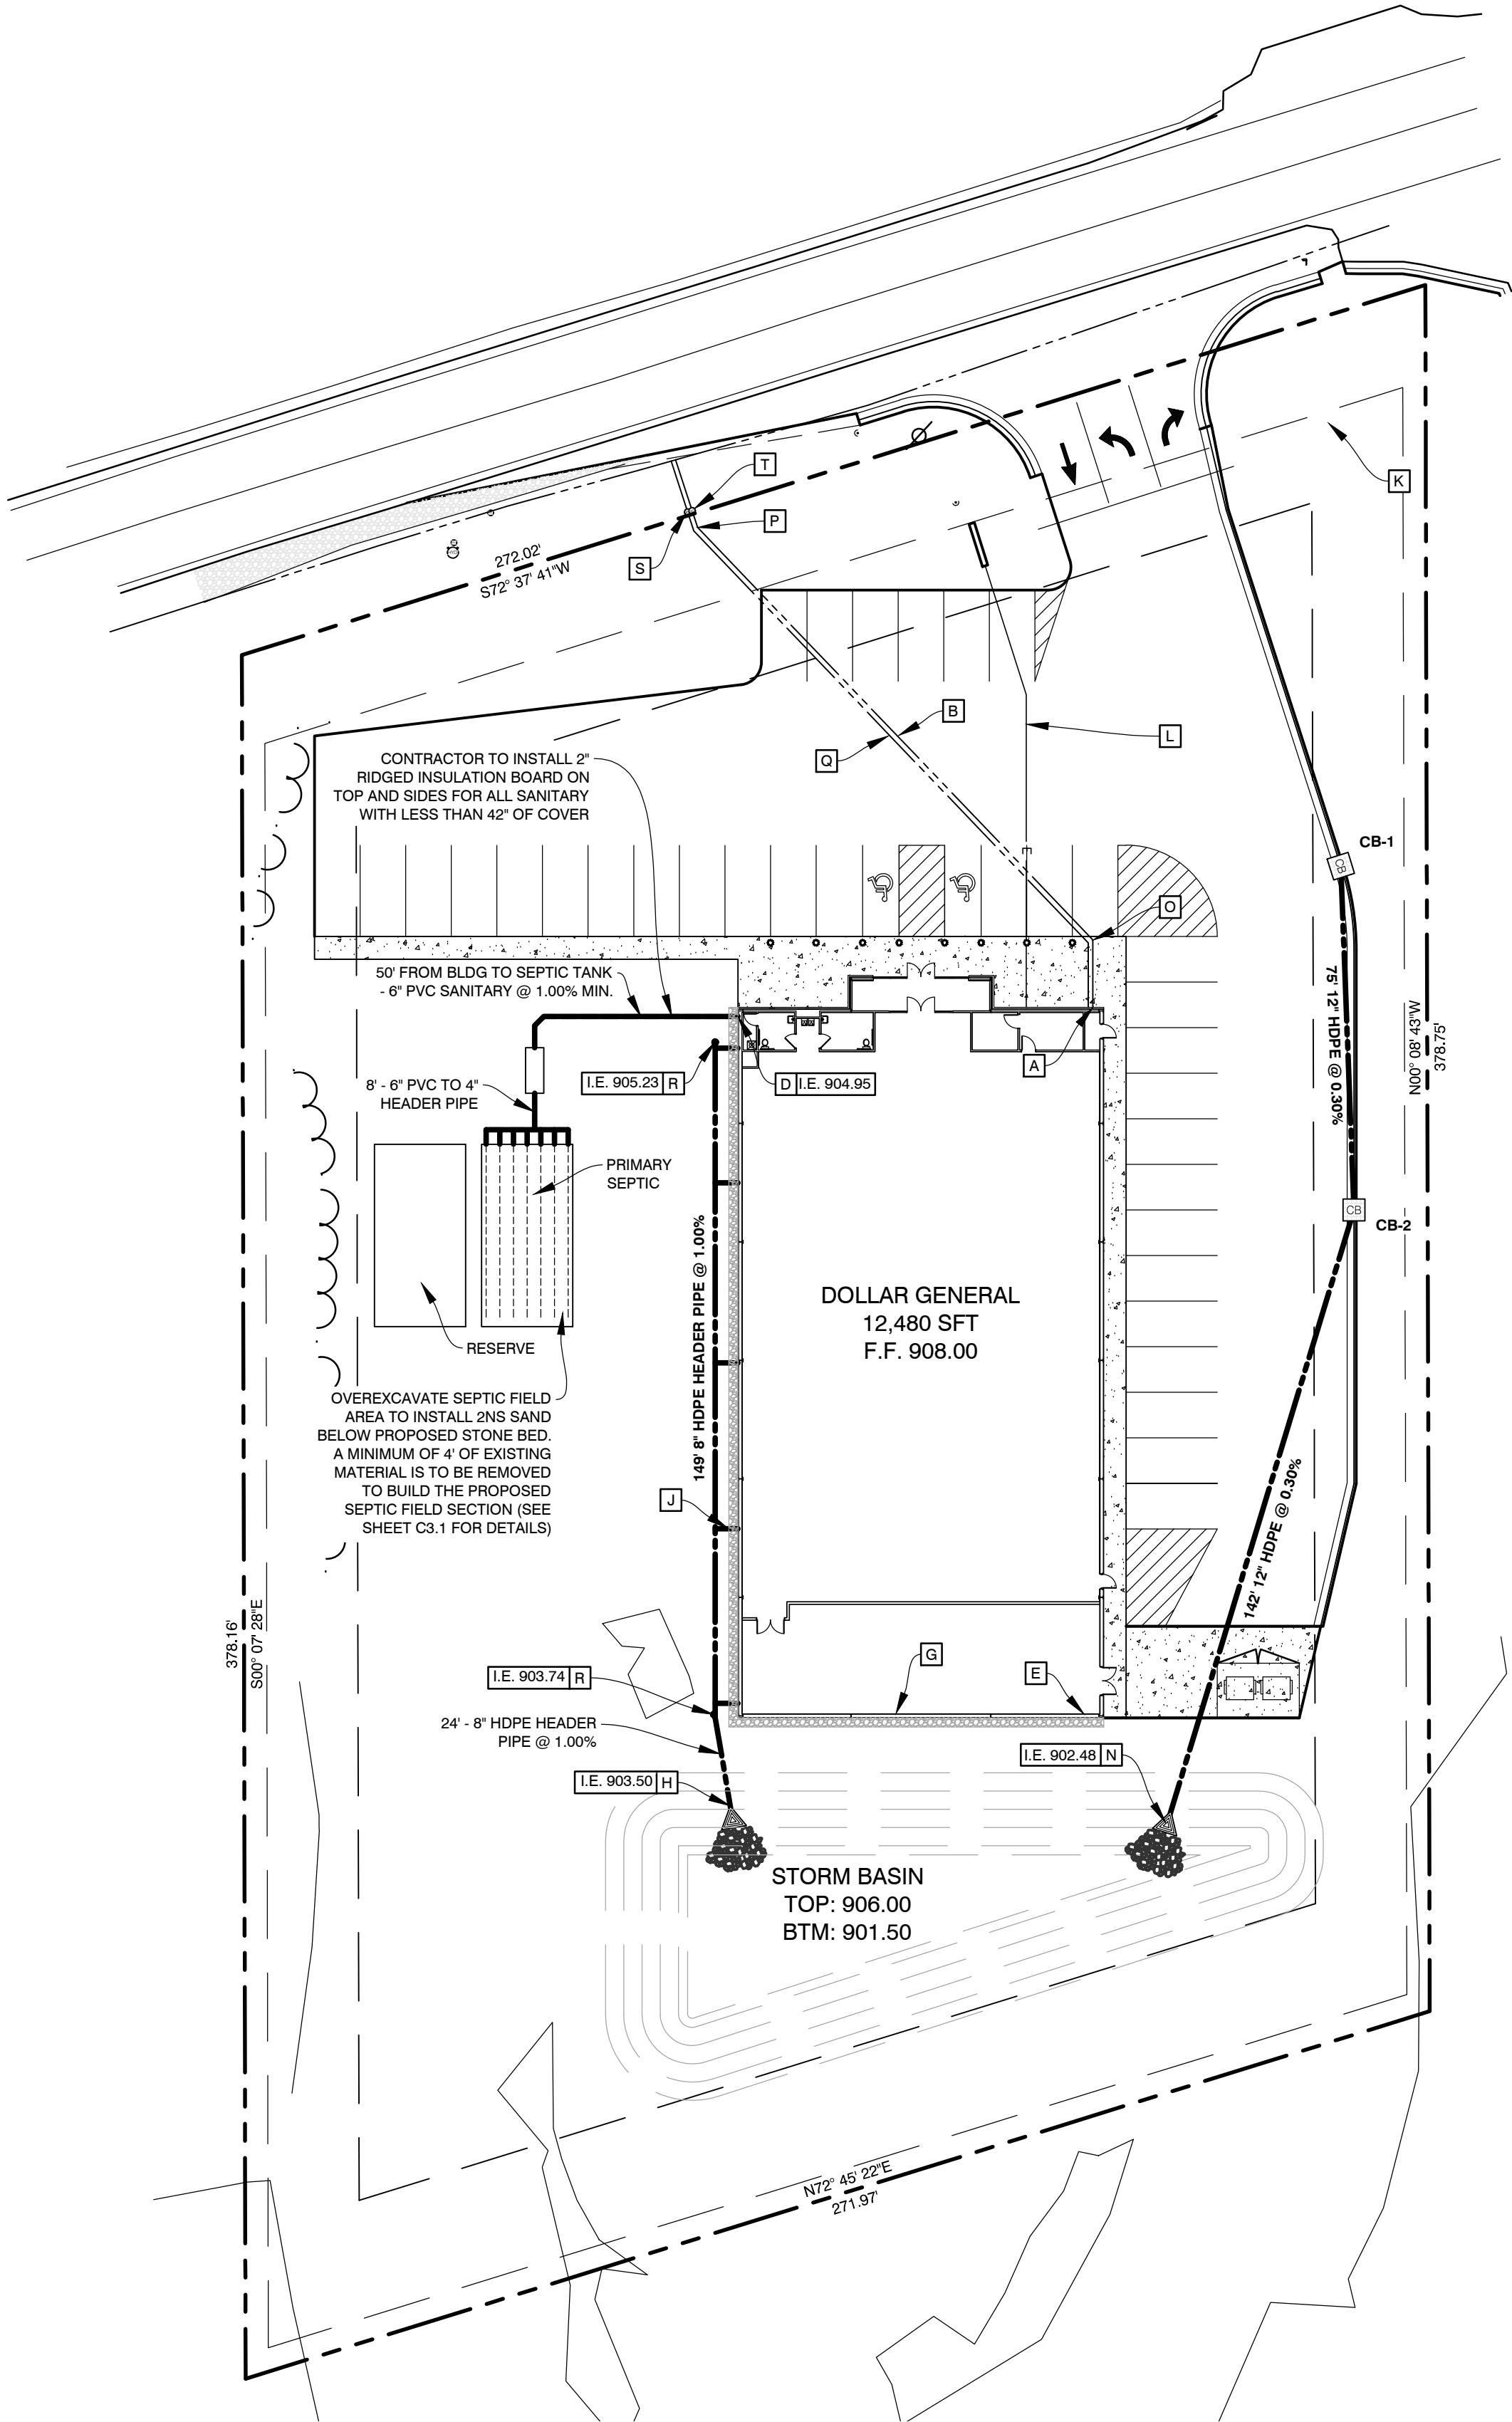 K
T
P
S
272.02'
S72° 37' 41"W
B
L
Q
CONTRACTOR TO INSTALL 2"
RIDGED INSULATION BOARD ON
TOP AND SIDES FOR ALL SANITARY
WITH LESS THAN 42" OF COVER
CB-1
CB
O
50' FROM BLDG TO SEPTIC TANK
- 6" PVC SANITARY @ 1.00% MIN.
75' 12" HDPE @ 0.30%
N00° 08' 43"W
378.75'
A
I.E. 905.23 R
D I.E. 904.95
8' - 6" PVC TO 4"
HEADER PIPE
PRIMARY
SEPTIC
CB
CB-2
149' 8" HDPE HEADER PIPE @ 1.00%
DOLLAR GENERAL
12,480 SFT
F.F. 908.00
RESERVE
OVEREXCAVATE SEPTIC FIELD
AREA TO INSTALL 2NS SAND
BELOW PROPOSED STONE BED.
A MINIMUM OF 4' OF EXISTING
MATERIAL IS TO BE REMOVED
TO BUILD THE PROPOSED
SEPTIC FIELD SECTION (SEE
SHEET C3.1 FOR DETAILS)
J
142' 12" HDPE @ 0.30%
378.16'
S00° 07' 28"E
G
E
I.E. 903.74 R
24' - 8" HDPE HEADER
PIPE @ 1.00%
I.E. 902.48 N
I.E. 903.50 H
STORM BASIN
TOP: 906.00
BTM: 901.50
N72° 45' 22"E
271.97'